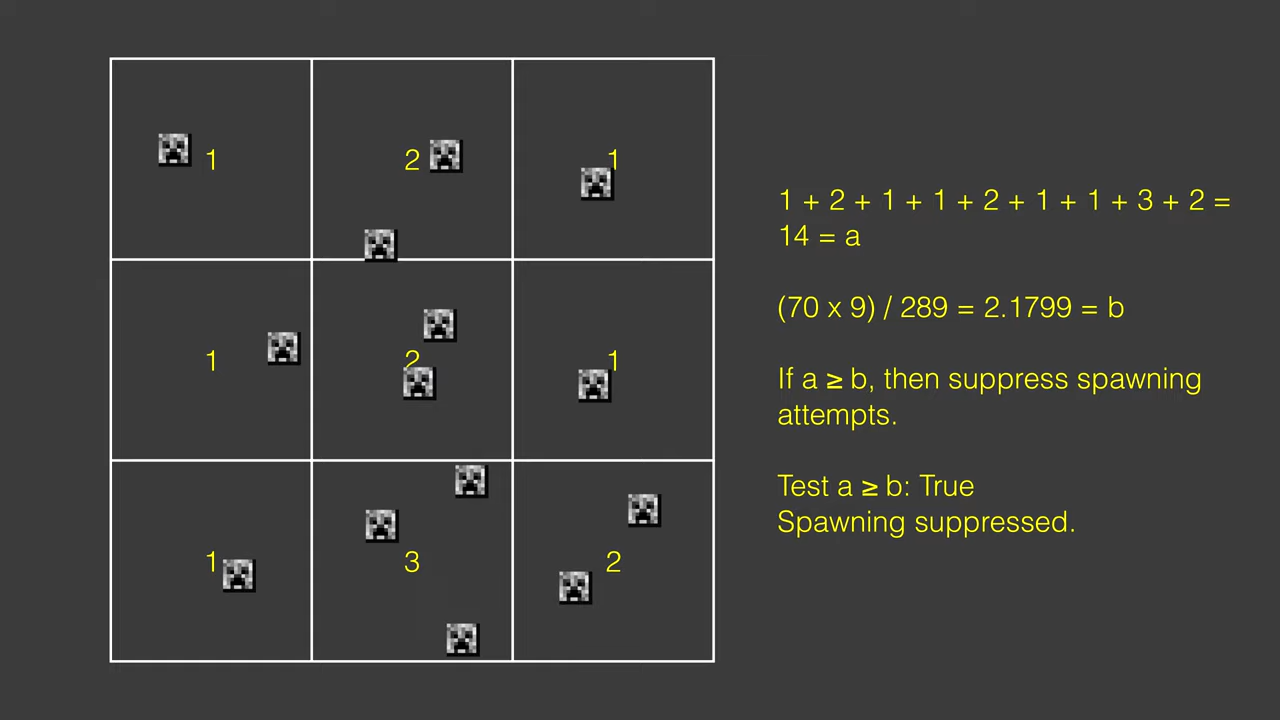 1 2 1
1 2 1
1 3 2
1 + 2 + 1 + 1 + 2 + 1 + 1 + 3 + 2 =
14 = a
(70 x 9) / 289 = 2.1799 = b
If a ≥ b, then suppress spawning
attempts.
Test a ≥ b: True
Spawning suppressed.